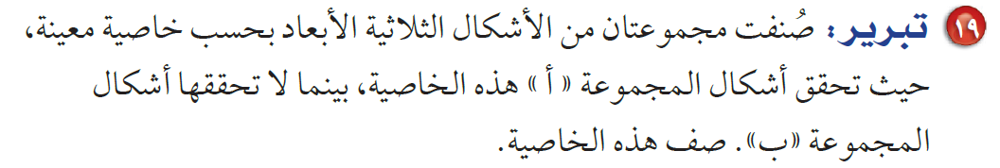 ١٩ تبرير: صُنفت مجموعتان من الأشكال الثلاثية الأبعاد بحسب خاصية معينة،
حيث تحقق أشكال المجموعة « أ » هذه الخاصية، بينما لا تحققها أشكال
المجموعة «ب». صف هذه الخاصية.